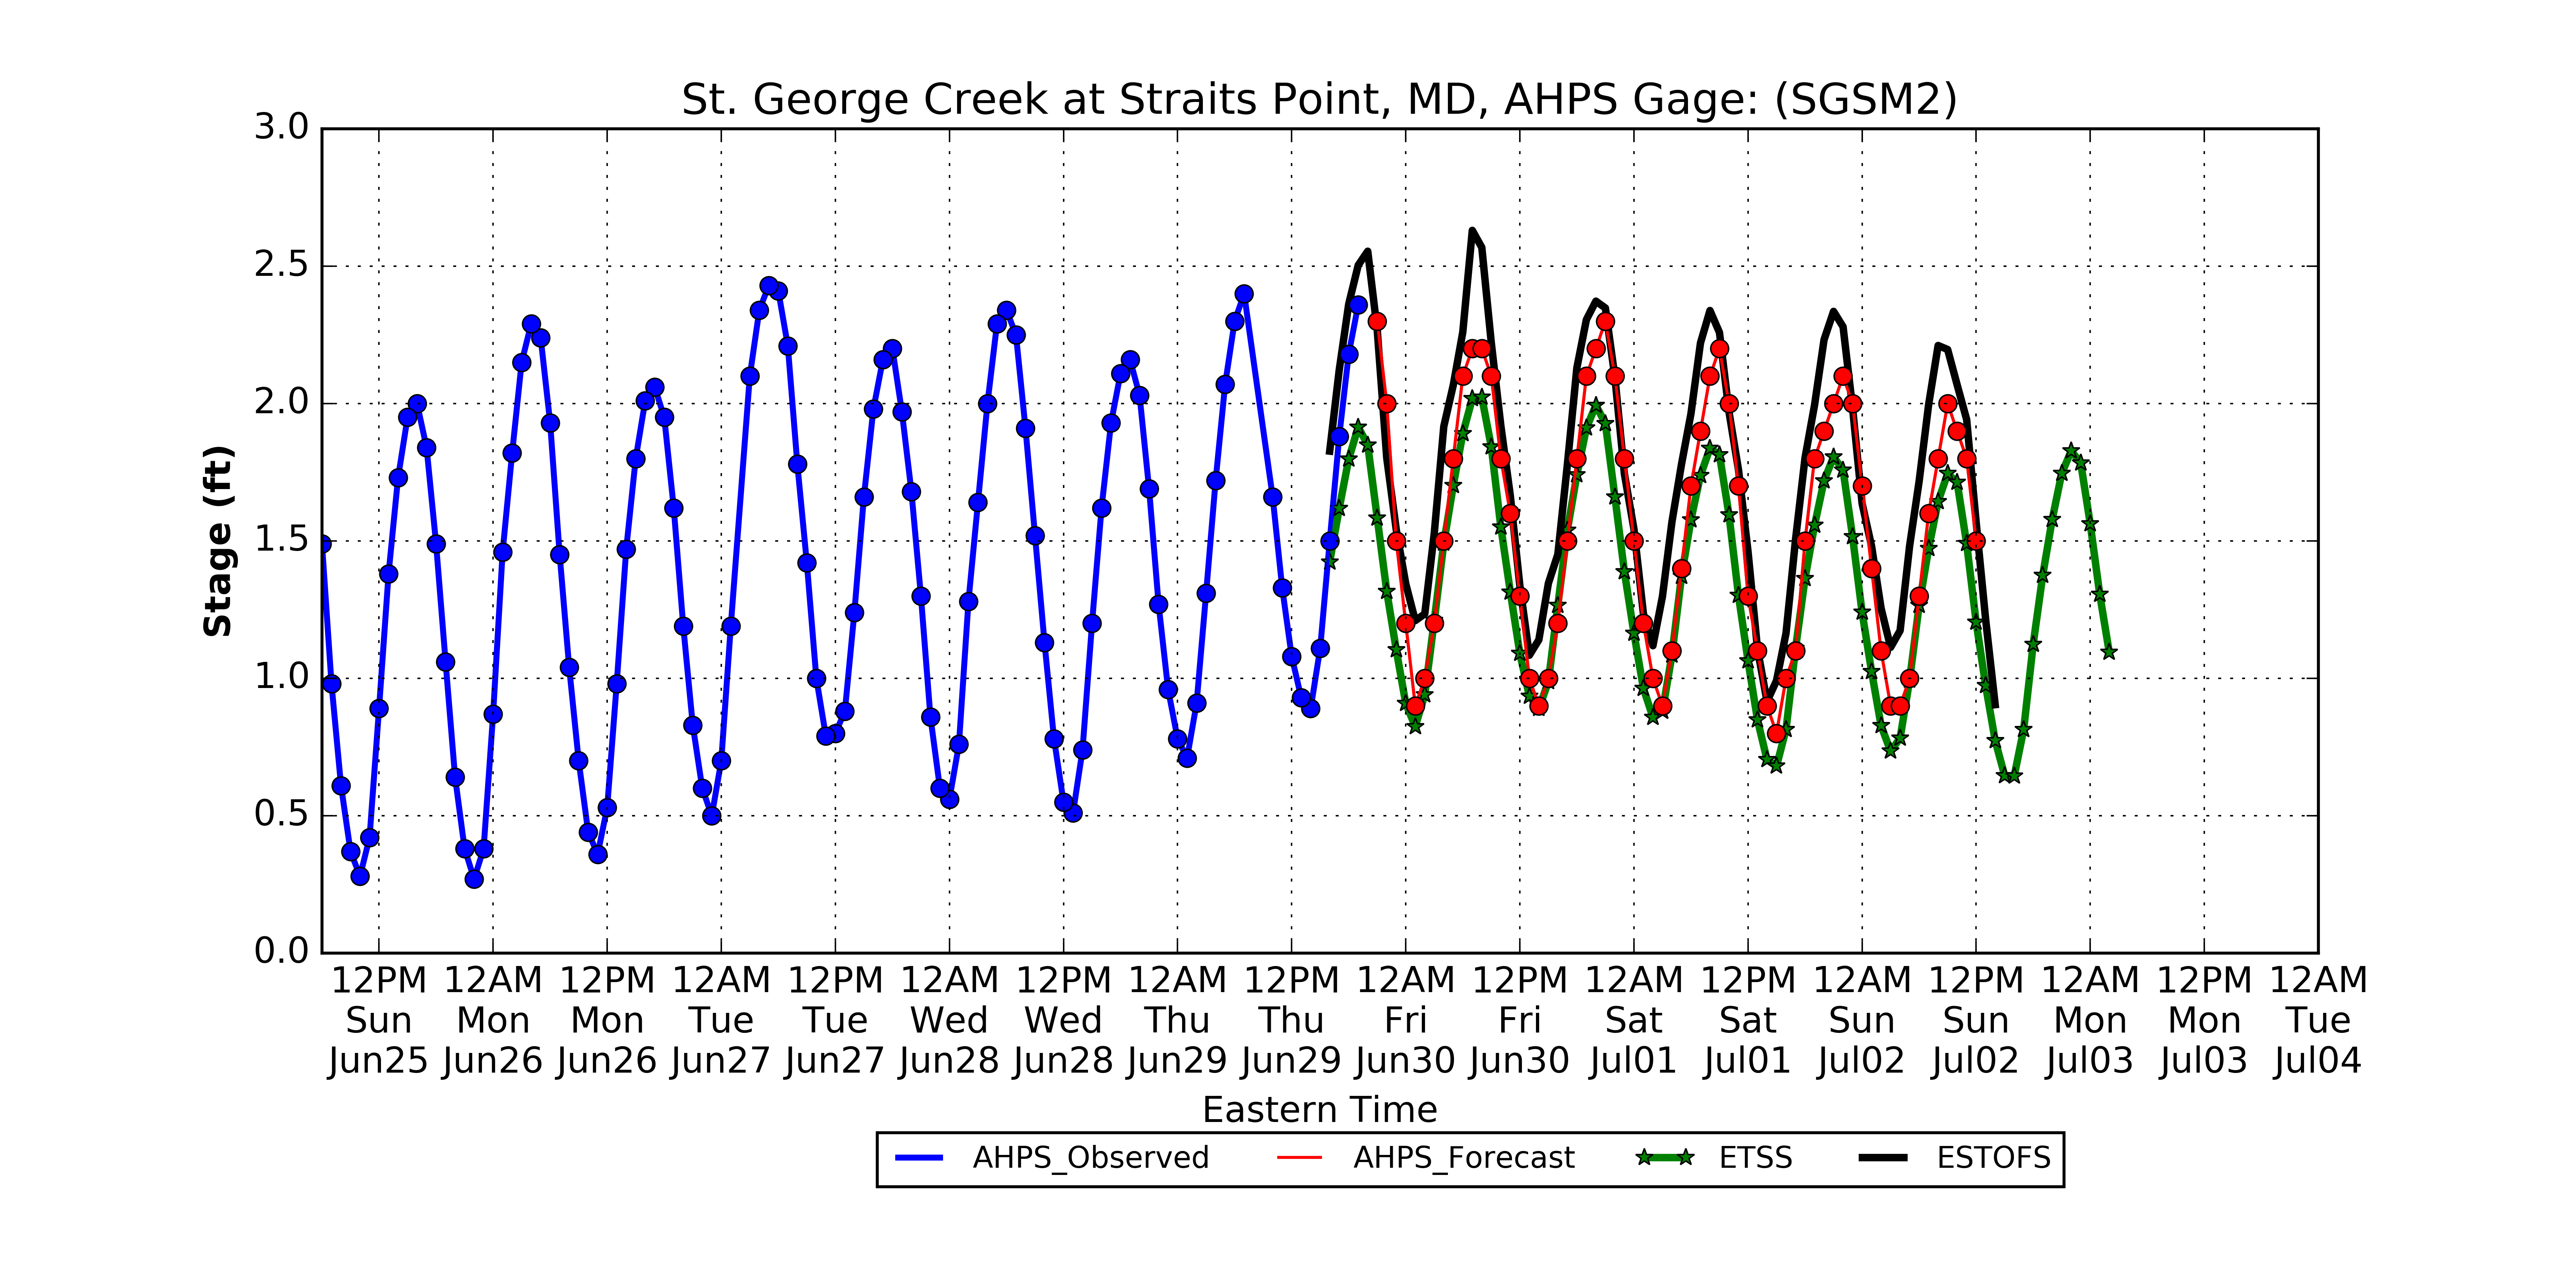 St. George Creek at Straits Point, MD, AHPS Gage: (SGSM2)
3.0
2.5
2.0
1.5
1.0
0.5
0.0
Stage (ft)
12PM 12AM 12PM 12AM 12PM 12AM 12PM 12AM 12PM 12AM 12PM 12AM 12PM 12AM 12PM 12AM 12PM 12AM
Sun Mon Mon Tue Tue Wed Wed Thu Thu Fri Fri Sat Sat Sun Sun Mon Mon Tue
Jun25 Jun26 Jun26 Jun27 Jun27 Jun28 Jun28 Jun29 Jun29 Jun30 Jun30 Jul01 Jul01 Jul02 Jul02 Jul03 Jul03 Jul04
Eastern Time
AHPS_Observed AHPS_Forecast ETSS ESTOFS